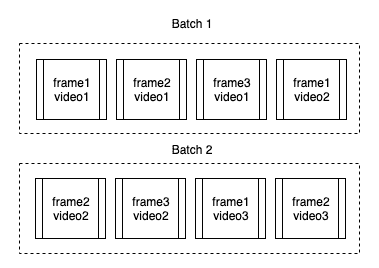 Batch 1
frame1
video1
frame2
video1
frame3
video1
frame1
video2
Batch 2
frame2
video2
frame3
video2
frame1
video3
frame2
video3